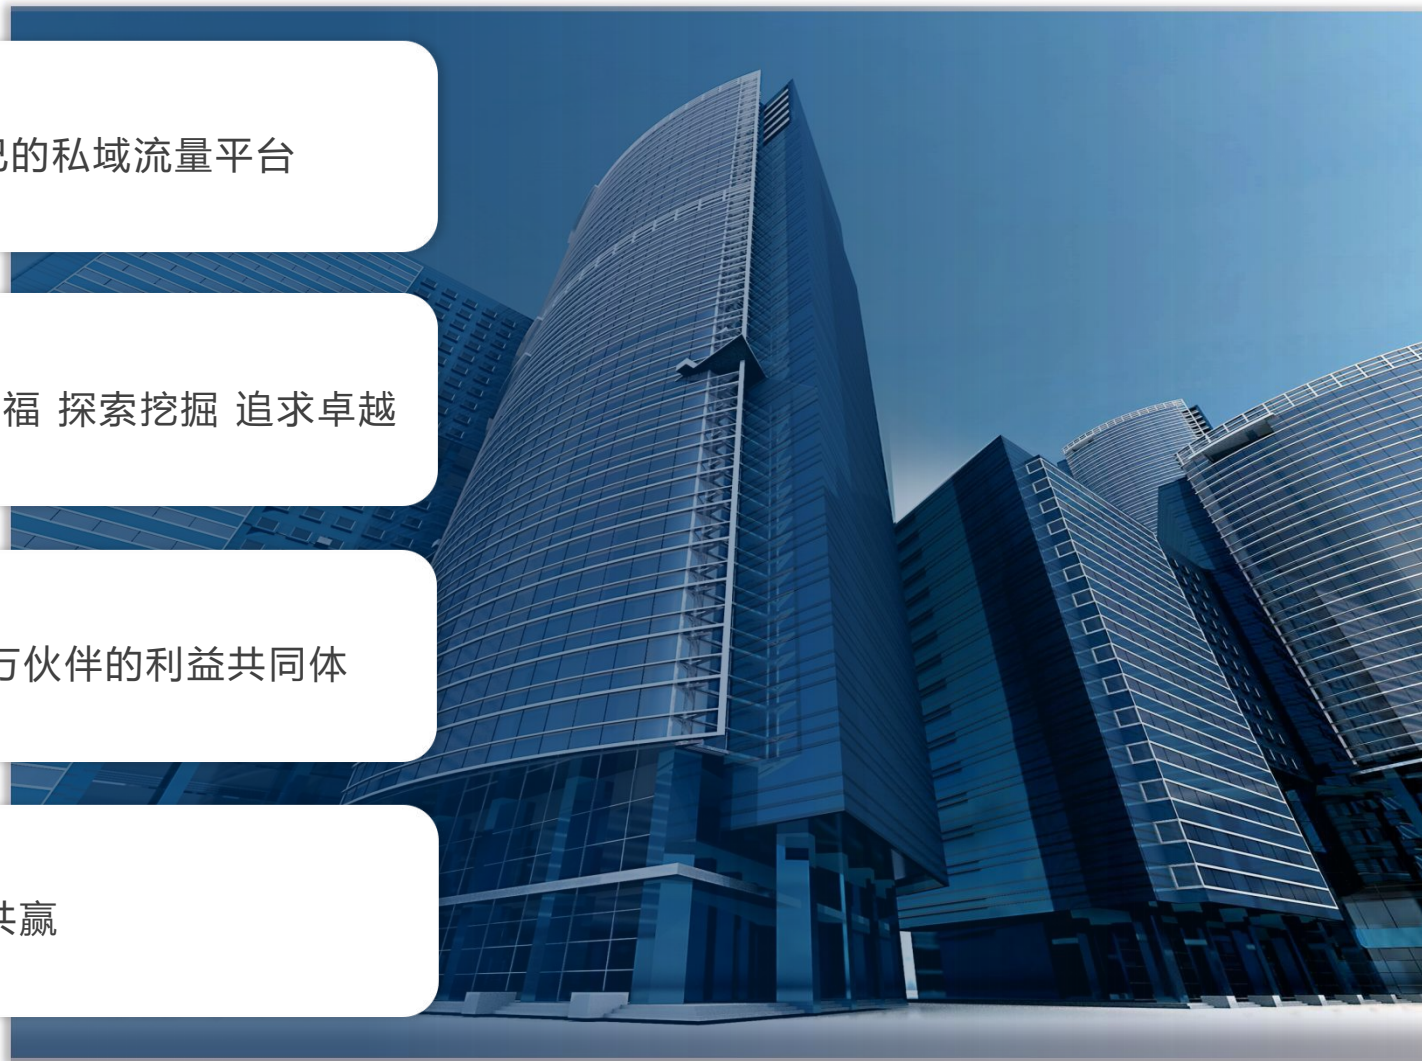 的私域流量平台
福 探索挖掘 追求卓越
伙伴的利益共同体
共赢